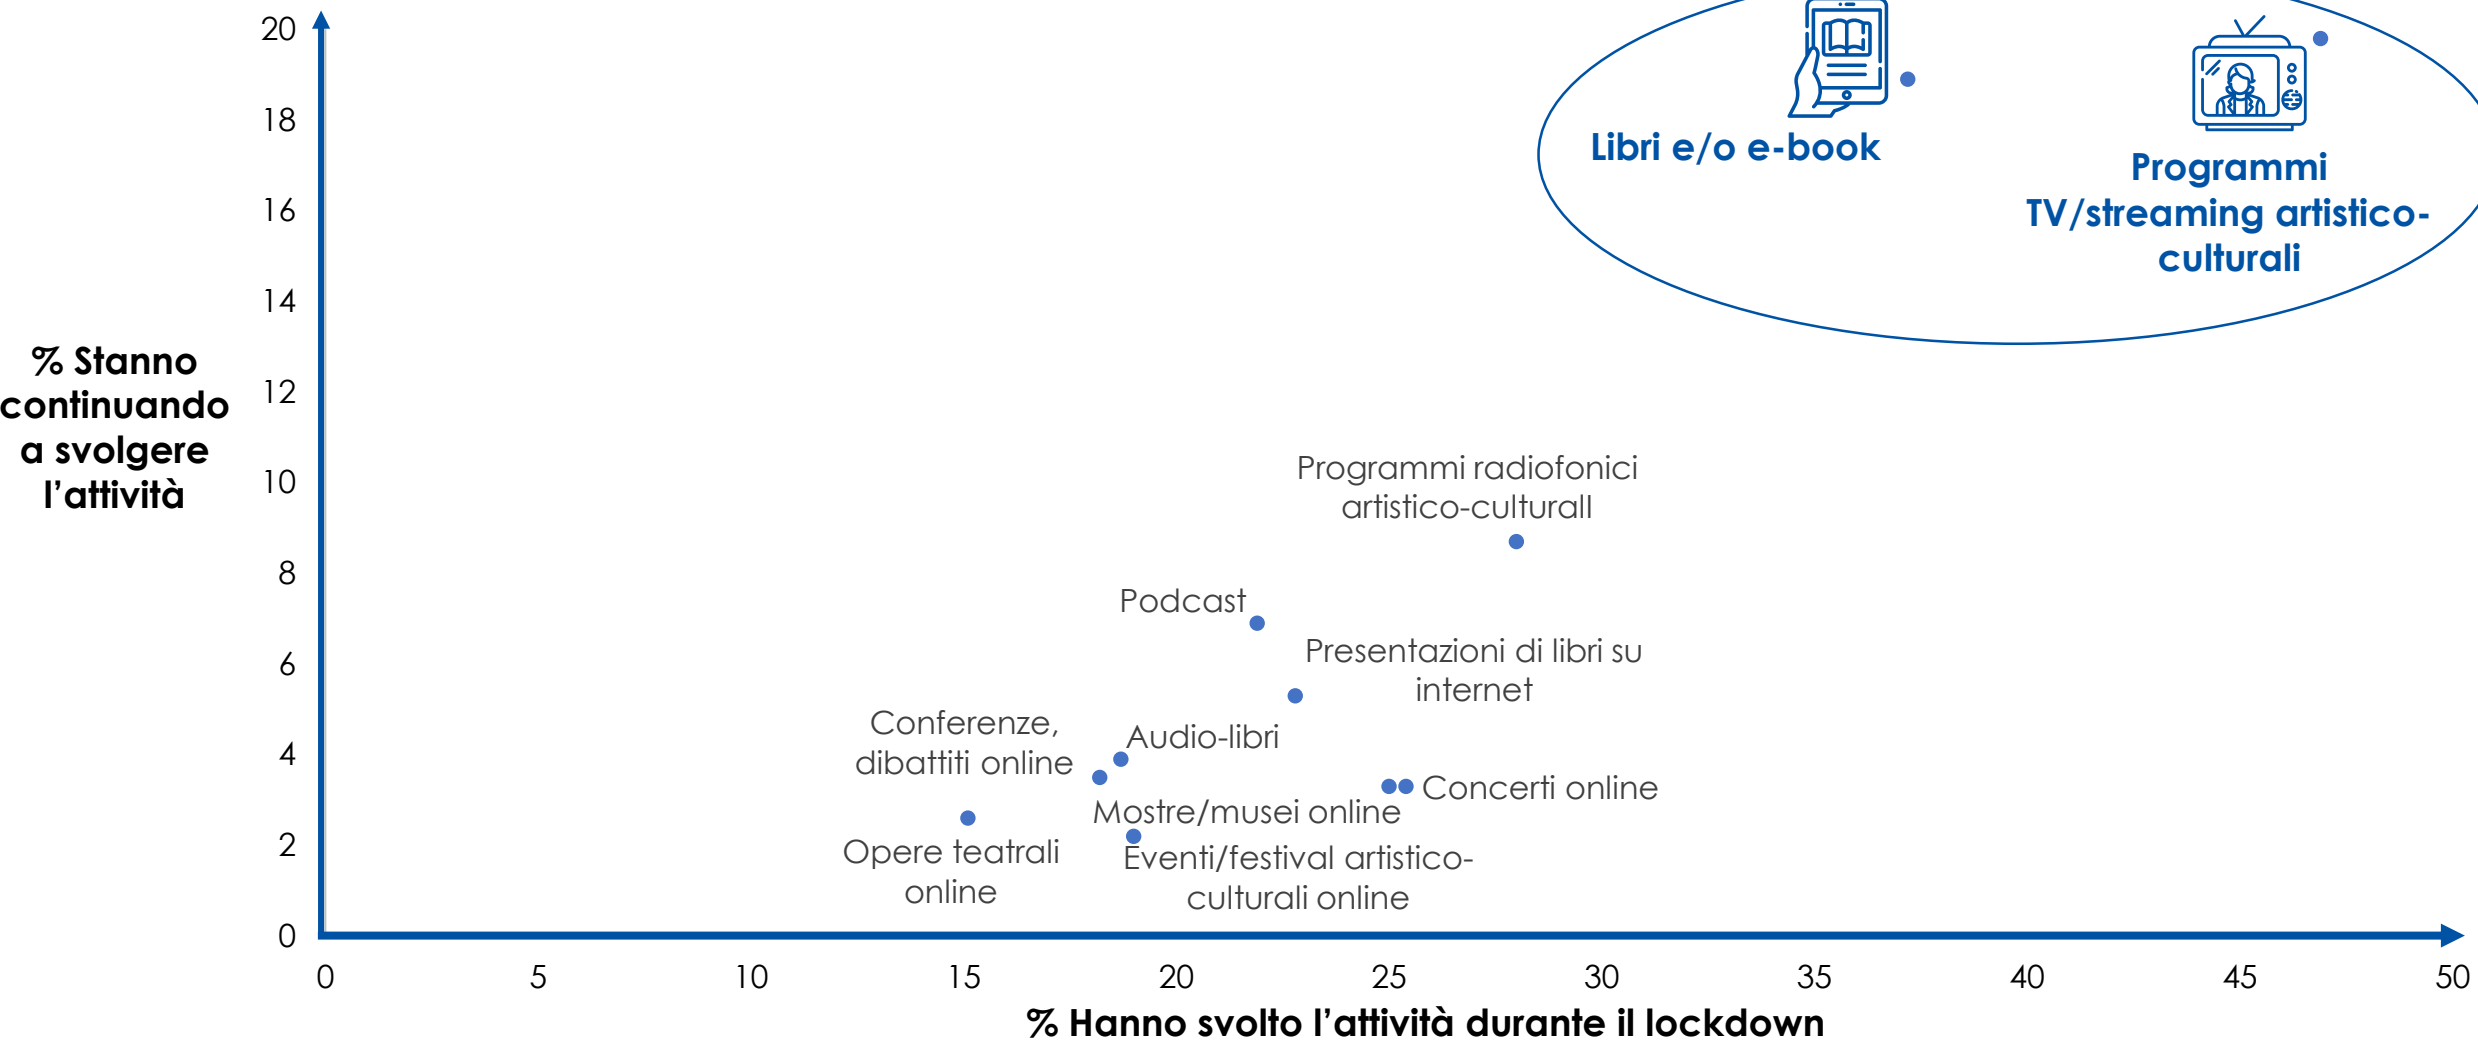 20
18
16
14
12
10
8
6
4
2
0
% Stanno
continuando
a svolgere
l’attività
Libri e/o e-book
Programmi
TV/streaming artistico-
culturali
Programmi radiofonici
artistico-culturalI
Podcast
Presentazioni di libri su
internet
Conferenze,
dibattiti online
Audio-libri
Concerti online
Mostre/musei online
Opere teatrali
online
Eventi/festival artistico-
culturali online
0 5 10 15 20 25 30 35 40 45 50
% Hanno svolto l’attività durante il lockdown